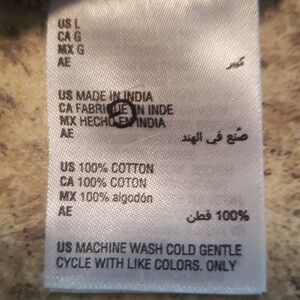 US L
CA G
MX G
AE كبير
US MADE IN INDIA
CA FABRIQUE EN INDE
MX HECHO EN INDIA
AE صُنع في الهند
US 100% COTTON
CA 100% COTON
MX 100% algodón
AE 100% قطن
US MACHINE WASH COLD GENTLE
CYCLE WITH LIKE COLORS. ONLY